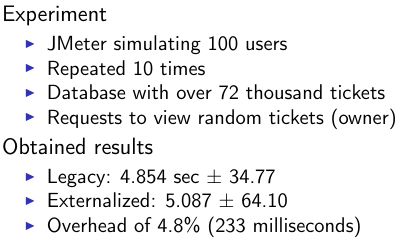 Experiment
JMeter simulating 100 users
Repeated 10 times
Database with over 72 thousand tickets
Requests to view random tickets (owner)
Obtained results
Legacy: 4.854 sec ± 34.77
Externalized: 5.087 ± 64.10
Overhead of 4.8% (233 milliseconds)